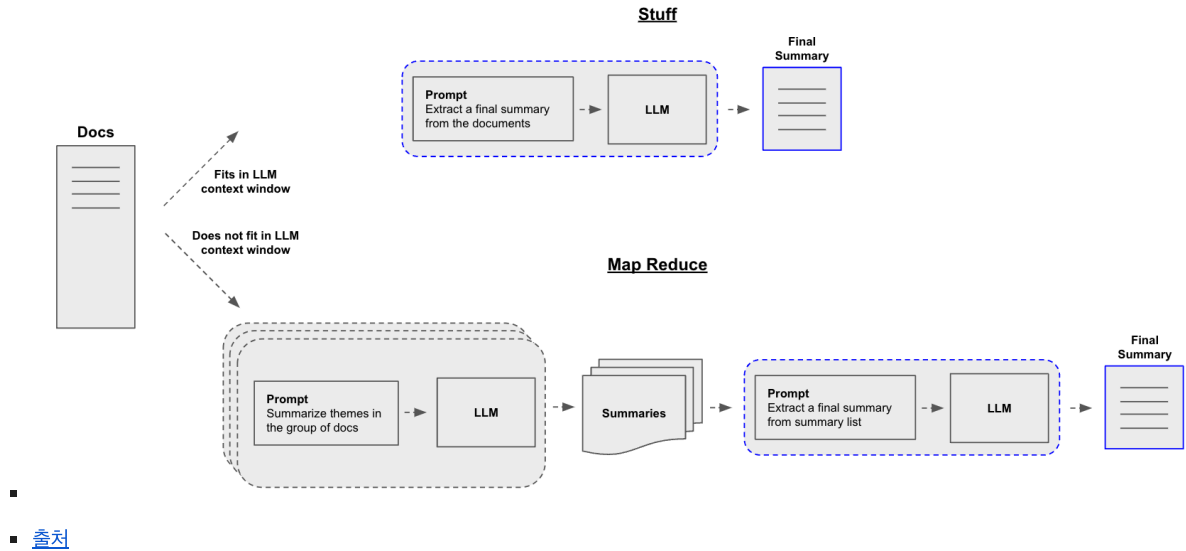 Stuff
Final
Summary
Prompt
Extract a final summary
from the documents
LLM
Docs
Fits in LLM
context window
Does not fit in LLM
context window
Map Reduce
Prompt
Summarize themes in
the group of docs
LLM
Summaries
Prompt
Extract a final summary
from summary list
LLM
Final
Summary
출처